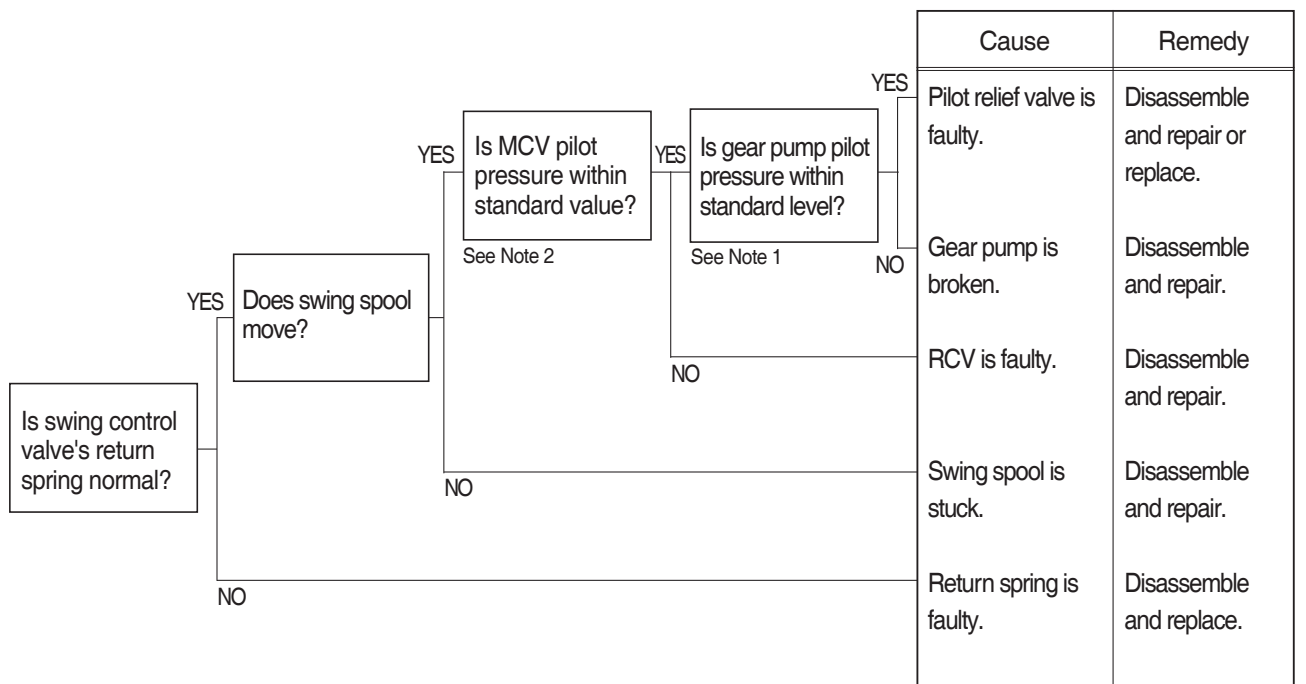 Cause
Remedy
YES
Pilot relief valve is
faulty.
Disassemble
and repair or
replace.
YES
Is MCV pilot
pressure within
standard value?
See Note 2
YES
Is gear pump pilot
pressure within
standard level?
See Note 1
NO
Gear pump is
broken.
Disassemble
and repair.
YES
Does swing spool
move?
NO
RCV is faulty.
Disassemble
and repair.
Is swing control
valve's return
spring normal?
NO
Swing spool is
stuck.
Disassemble
and repair.
NO
Return spring is
faulty.
Disassemble
and replace.